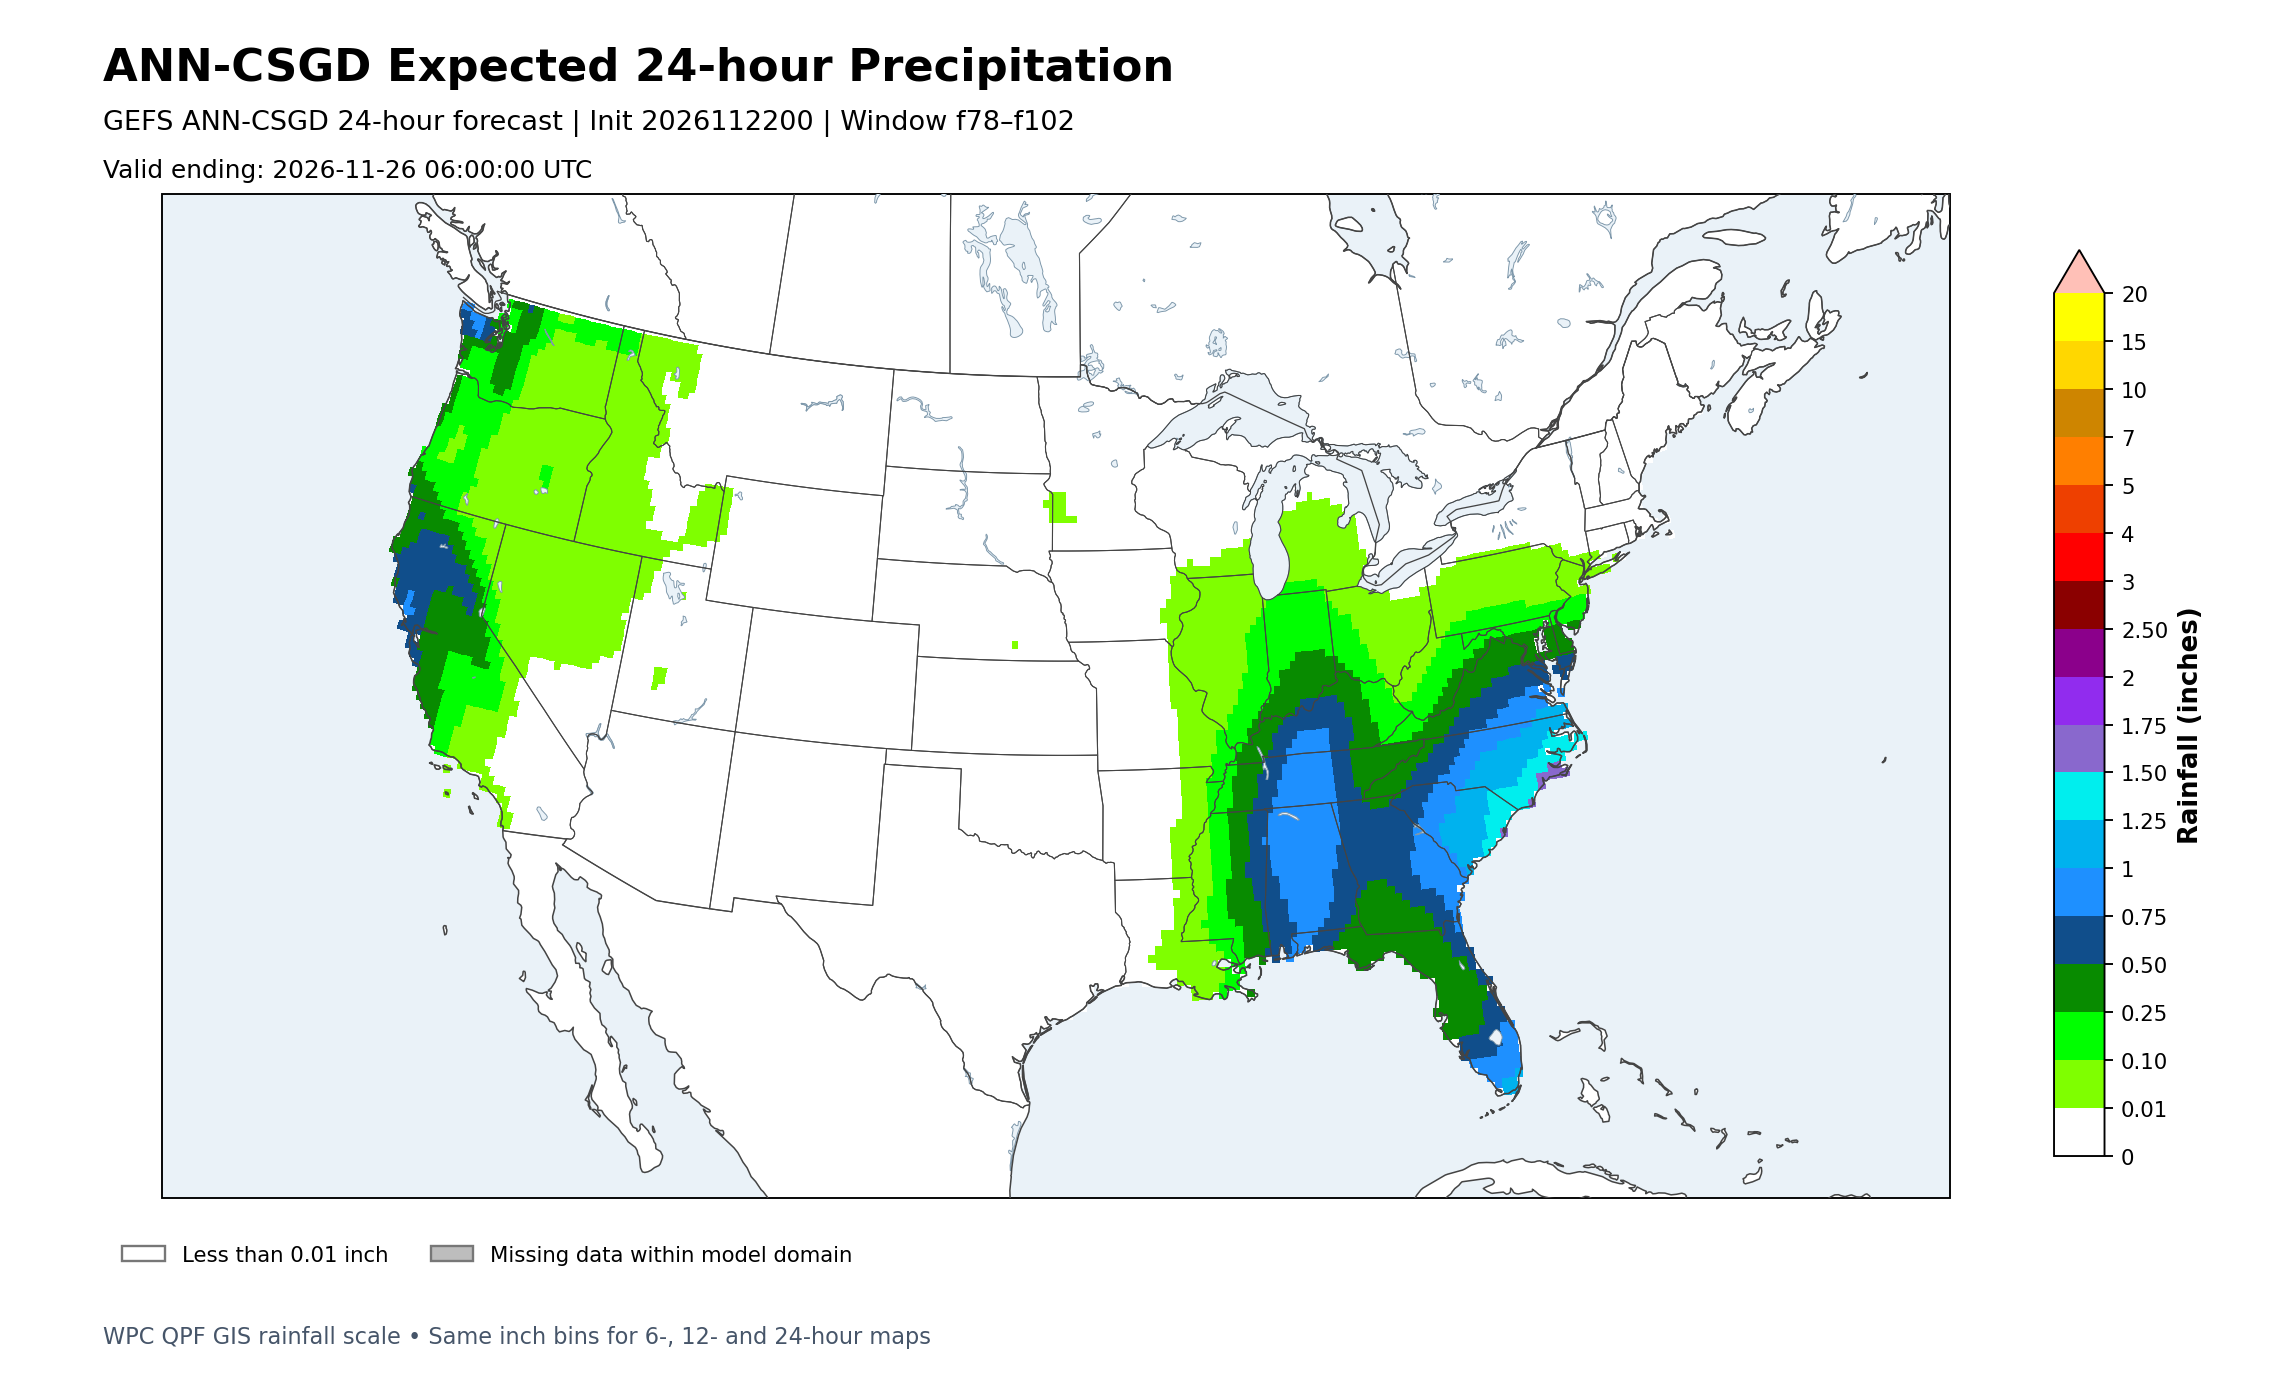 ANN-CSGD Expected 24-hour Precipitation
GEFS ANN-CSGD 24-hour forecast | Init 2026112200 | Window f78–f102
Valid ending: 2026-11-26 06:00:00 UTC
20
15
10
7
5
4
3
2.50
2
1.75
1.50
1.25
1
0.75
0.50
0.25
0.10
0.01
0
Rainfall (inches)
Less than 0.01 inch
Missing data within model domain
WPC QPF GIS rainfall scale • Same inch bins for 6-, 12- and 24-hour maps